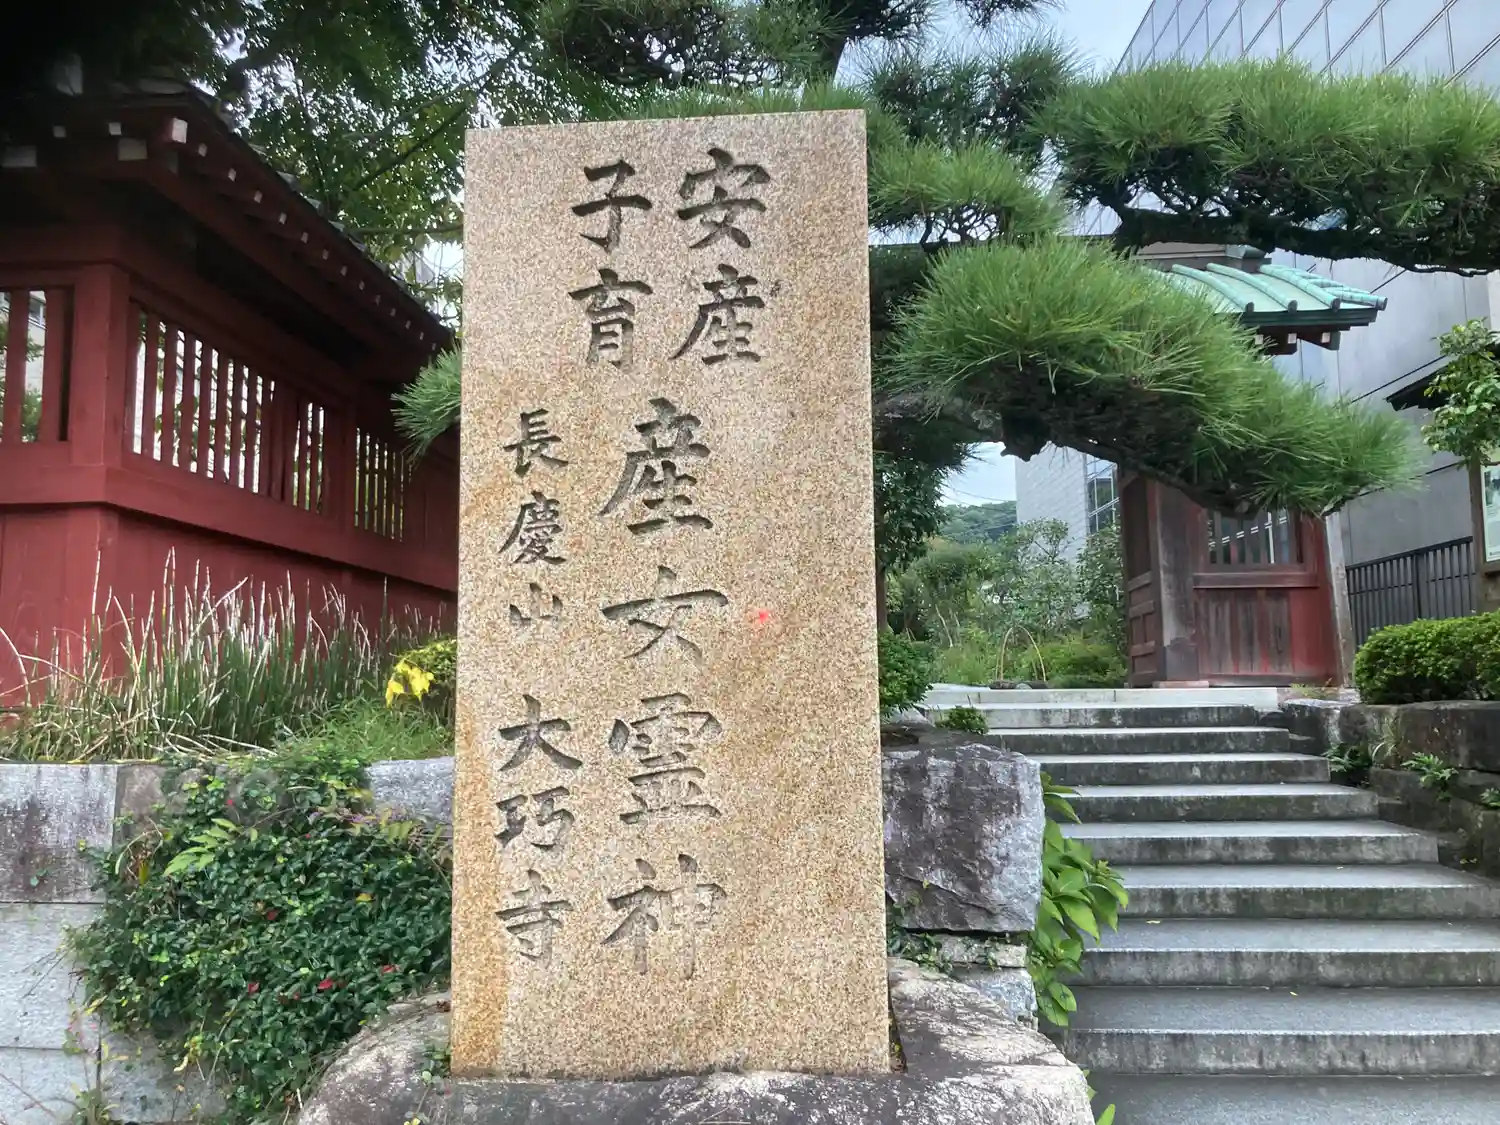 安産
子育
産女霊神
長慶山 大巧寺